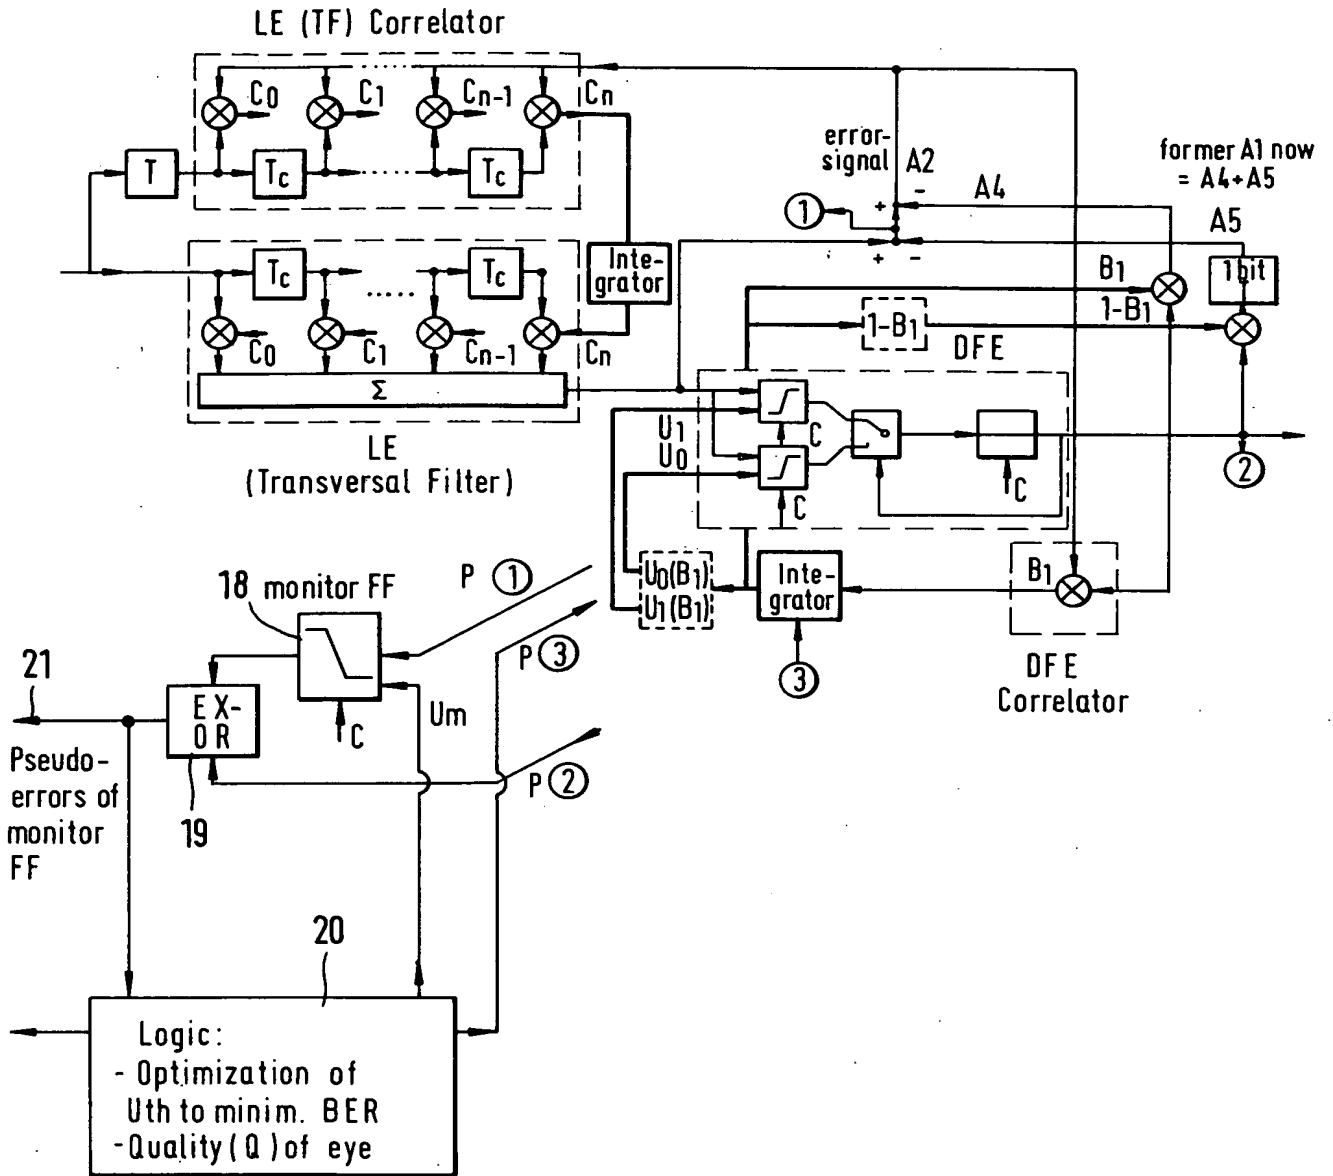 LE (TF) Correlator
C0
C1
Cn-1
Cn
T
Tc
Tc
error-
signal
A2
former A1 now
= A4+A5
-
+
A4
A5
1
+
-
Tc
Tc
Inte-
grator
B1
1 bit
1-B1
1-B1
C0
C1
Cn-1
Cn
DFE
Σ
U1
U0
C
C
C
2
LE
(Transversal Filter)
U0(B1)
U1(B1)
Inte-
grator
B1
3
DFE
Correlator
18
monitor FF
P 1
P 3
P 2
21
EX-
OR
C
Um
19
Pseudo-
errors of
monitor
FF
20
Logic:
- Optimization of
Uth to minim. BER
-Quality (Q) of eye